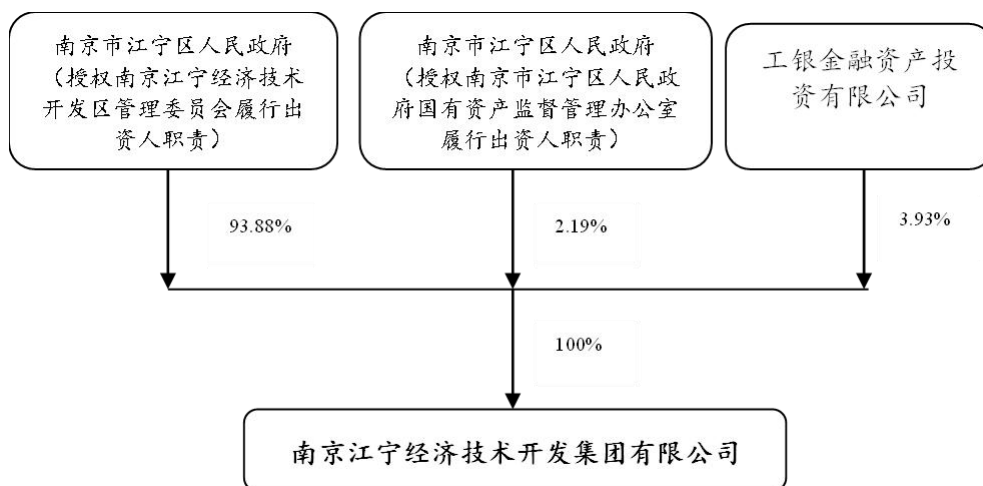 南京市江宁区人民政府
（授权南京江宁经济技术
开发区管理委员会履行出
资人职责）
南京市江宁区人民政府
（授权南京市江宁区人民政
府国有资产监督管理办公室
履行出资人职责）
工银金融资产投
资有限公司
93.88%
2.19%
3.93%
100%
南京江宁经济技术开发集团有限公司